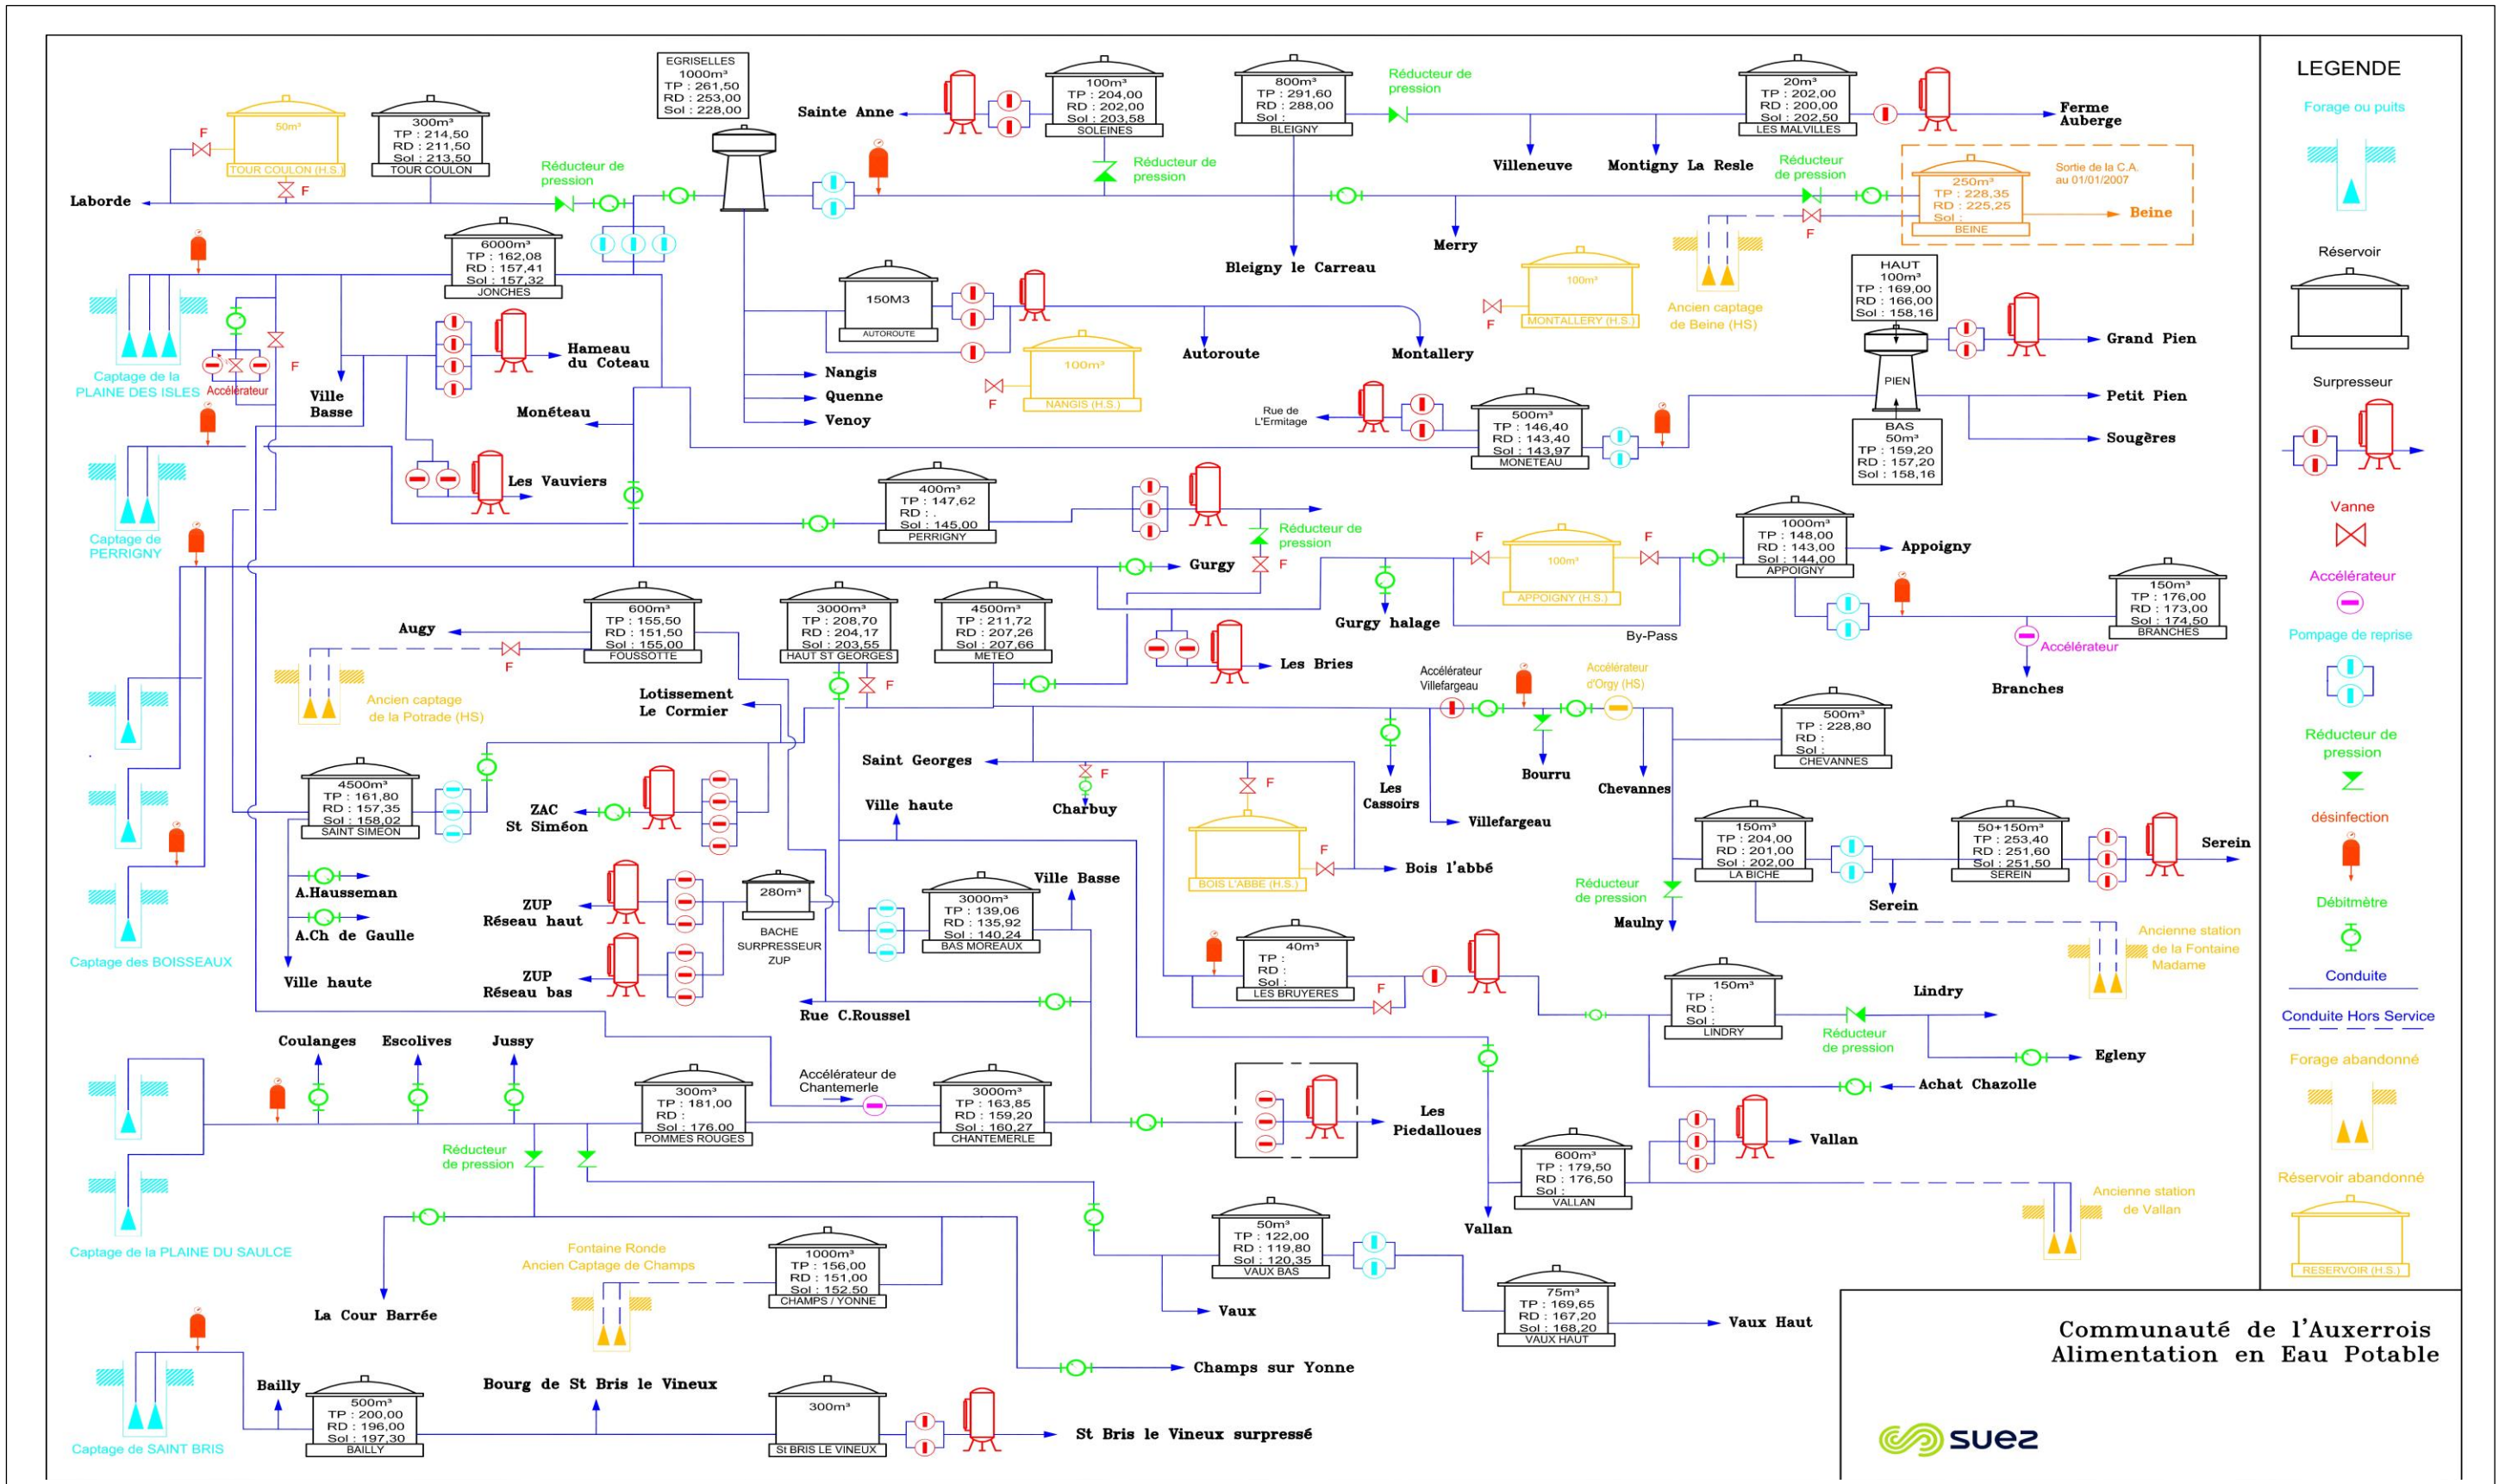 EGRISELLES
1000m³
TP : 261,50
RD : 253,00
Sol : 228,00
50m³
TOUR COULON (H.S.)
F
F
300m³
TP : 214,50
RD : 211,50
Sol : 213,50
TOUR COULON
Laborde
Réducteur de
pression
Sainte Anne
100m³
TP : 204,00
RD : 202,00
Sol : 203,58
SOLEINES
Réducteur de
pression
800m³
TP : 291,60
RD : 288,00
Sol :
BLEIGNY
Réducteur de
pression
Villeneuve
Montigny La Resle
20m³
TP : 202,00
RD : 200,00
Sol : 202,50
LES MALVILLES
Ferme
Auberge
Réducteur
de pression
250m³
TP : 228,35
RD : 225,25
Sol :
BEINE
Sortie de la C.A.
au 01/01/2007
Beine
F
Ancien captage
de Beine (HS)
Merry
Bleigny le Carreau
100m³
MONTALLERY (H.S.)
F
6000m³
TP : 162,08
RD : 157,41
Sol : 157,32
JONCHES
Captage de la
PLAINE DES ISLES
Accélérateur
F
Ville
Basse
Hameau
du Coteau
Monéteau
150M3
AUTOROUTE
Autoroute
Montallery
100m³
NANGIS (H.S.)
F
Nangis
Quenne
Venoy
HAUT
100m³
TP : 169,00
RD : 166,00
Sol : 158,16
PIEN
BAS
50m³
TP : 159,20
RD : 157,20
Sol : 158,16
Grand Pien
Petit Pien
Sougères
Rue de
L'Ermitage
500m³
TP : 146,40
RD : 143,40
Sol : 143,97
MONETEAU
Captage de
PERRIGNY
Les Vauviers
400m³
TP : 147,62
RD : .
Sol : 145,00
PERRIGNY
Réducteur de
pression
F
Gurgy
Gurgy halage
F
100m³
APPOIGNY (H.S.)
F
By-Pass
1000m³
TP : 148,00
RD : 143,00
Sol : 144,00
APPOIGNY
Appoigny
150m³
TP : 176,00
RD : 173,00
Sol : 174,50
BRANCHES
Accélérateur
Branches
Augy
600m³
TP : 155,50
RD : 151,50
Sol : 155,00
FOUSSOTTE
F
Ancien captage
de la Potrade (HS)
3000m³
TP : 208,70
RD : 204,17
Sol : 203,55
HAUT ST GEORGES
F
4500m³
TP : 211,72
RD : 207,26
Sol : 207,66
METEO
Les Bries
Lotissement
Le Cormier
Accélérateur
Villefargeau
Accélérateur
d'Orgy (HS)
500m³
TP : 228,80
RD :
Sol :
CHEVANNES
Saint Georges
F
Charbuy
F
Les
Cassoirs
Bourru
Chevannes
Villefargeau
BOIS L'ABBE (H.S.)
F
Bois l'abbé
4500m³
TP : 161,80
RD : 157,35
Sol : 158,02
SAINT SIMEON
ZAC
St Siméon
Ville haute
A.Hausseman
A.Ch de Gaulle
Ville haute
Captage des BOISSEAUX
ZUP
Réseau haut
ZUP
Réseau bas
280m³
BACHE
SURPRESSEUR
ZUP
3000m³
TP : 139,06
RD : 135,92
Sol : 140,24
BAS MOREAUX
Ville Basse
Rue C.Roussel
150m³
TP : 204,00
RD : 201,00
Sol : 202,00
LA BICHE
50+150m³
TP : 253,40
RD : 251,60
Sol : 251,50
SEREIN
Serein
Serein
Réducteur
de pression
Maulny
Ancienne station
de la Fontaine
Madame
40m³
TP :
RD :
Sol :
LES BRUYERES
F
150m³
TP :
RD :
Sol :
LINDRY
Réducteur
de pression
Lindry
Egleny
Achat Chazolle
Coulanges
Escolives
Jussy
300m³
TP : 181,00
RD :
Sol : 176.00
POMMES ROUGES
Accélérateur de
Chantemerle
3000m³
TP : 163,85
RD : 159,20
Sol : 160,27
CHANTEMERLE
Les
Piedalloues
Réducteur
de pression
Captage de la PLAINE DU SAULCE
600m³
TP : 179,50
RD : 176,50
Sol :
VALLAN
Vallan
Vallan
Ancienne station
de Vallan
La Cour Barrée
Fontaine Ronde
Ancien Captage de Champs
1000m³
TP : 156,00
RD : 151,00
Sol : 152.50
CHAMPS / YONNE
50m³
TP : 122,00
RD : 119,80
Sol : 120,35
VAUX BAS
Vaux
75m³
TP : 169,65
RD : 167,20
Sol : 168,20
VAUX HAUT
Vaux Haut
Champs sur Yonne
Captage de SAINT BRIS
Bailly
500m³
TP : 200,00
RD : 196,00
Sol : 197,30
BAILLY
Bourg de St Bris le Vineux
300m³
St BRIS LE VINEUX
St Bris le Vineux surpressé
LEGENDE
Forage ou puits
Réservoir
Surpresseur
Vanne
Accélérateur
Pompage de reprise
Réducteur de
pression
désinfection
Débitmètre
Conduite
Conduite Hors Service
Forage abandonné
Réservoir abandonné
RESERVOIR (H.S.)
Communauté de l'Auxerrois
Alimentation en Eau Potable
suez